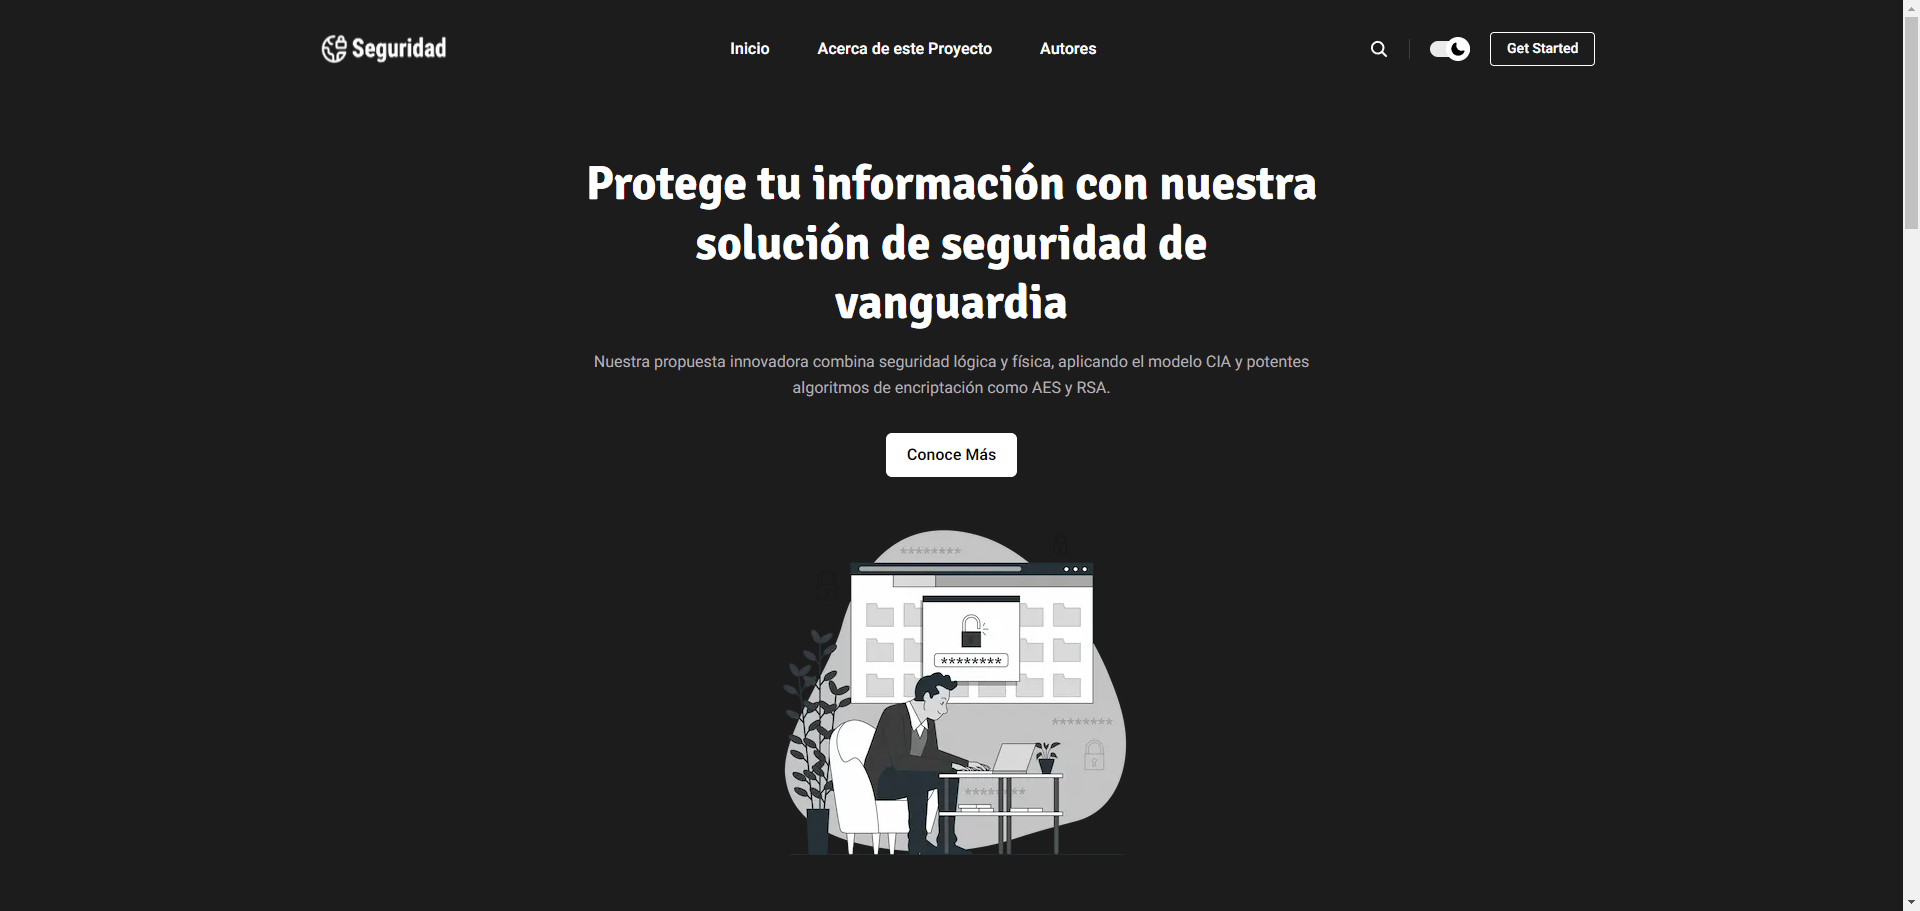 Seguridad
Inicio
Acerca de este Proyecto
Autores
Get Started
Protege tu información con nuestra
solución de seguridad de
vanguardia
Nuestra propuesta innovadora combina seguridad lógica y física, aplicando el modelo CIA y potentes
algoritmos de encriptación como AES y RSA.
Conoce Más
********
********
********
********